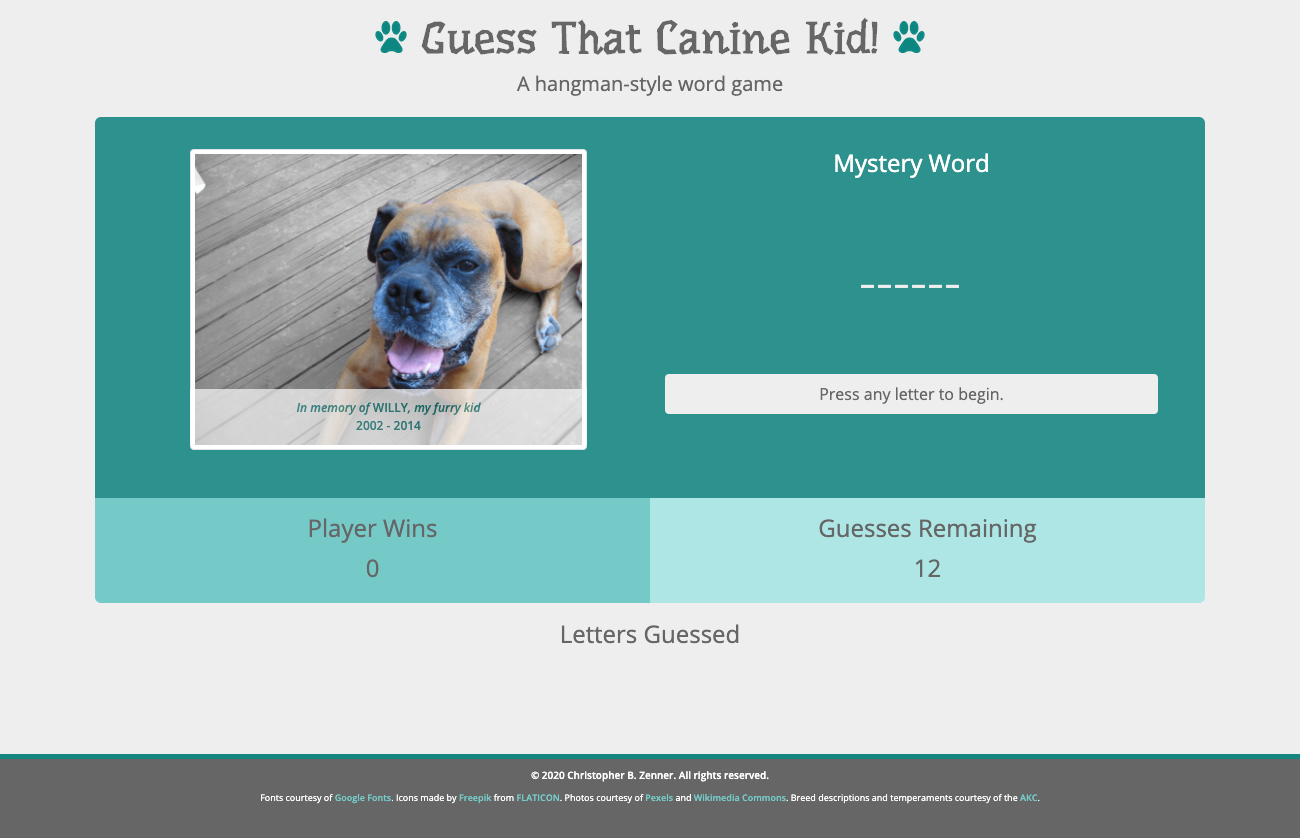 Guess That Canine Kid!
A hangman-style word game
In memory of WILLY, my furry kid
2002 - 2014
Mystery Word
_ _ _ _ _ _
Press any letter to begin.
Player Wins
0
Guesses Remaining
12
Letters Guessed
© 2020 Christopher B. Zenner. All rights reserved.
Fonts courtesy of Google Fonts. Icons made by Freepik from FLATICON. Photos courtesy of Pexels and Wikimedia Commons. Breed descriptions and temperaments courtesy of the AKC.